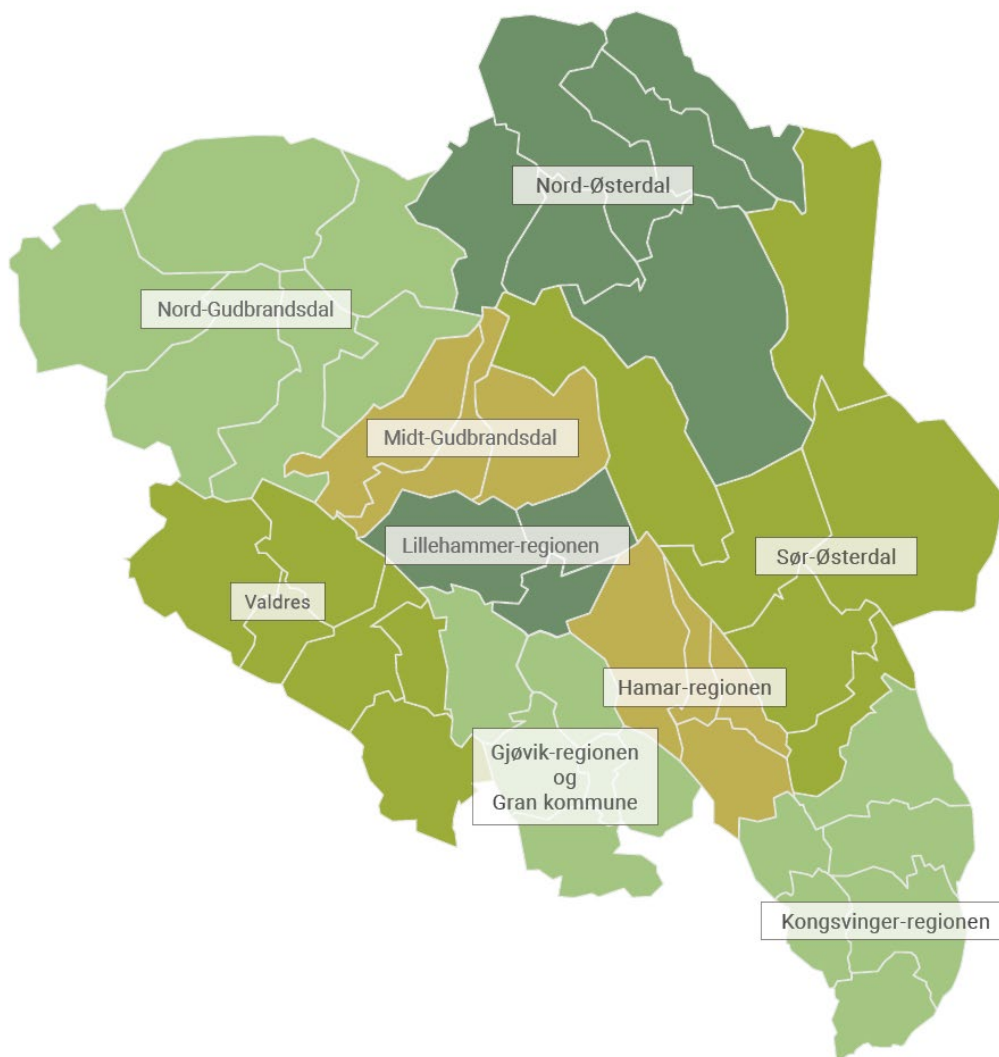 Nord-Østerdal
Nord-Gudbrandsdal
Midt-Gudbrandsdal
Lillehammer-regionen
Sør-Østerdal
Valdres
Hamar-regionen
Gjøvik-regionen
og
Gran kommune
Kongsvinger-regionen